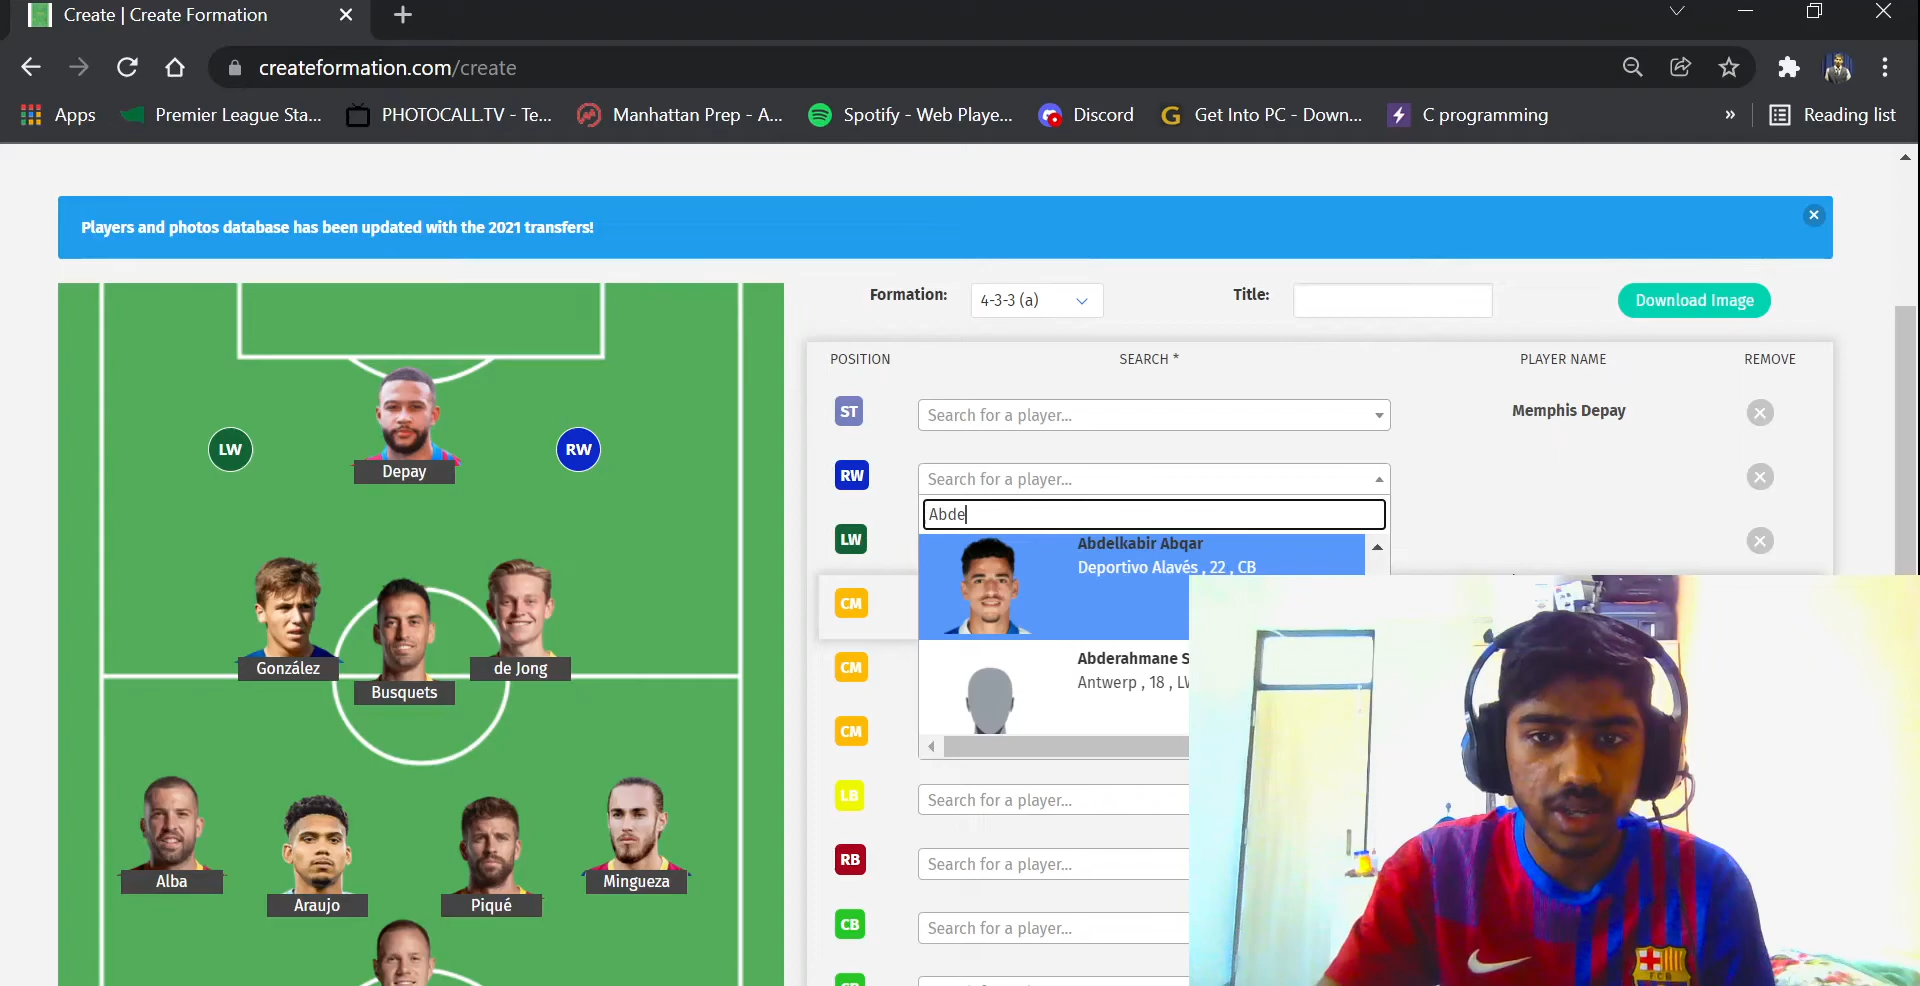 Create | Create Formation
createformation.com/create
Apps
Premier League Sta...
PHOTOCALL.TV - Te...
Manhattan Prep - A...
Spotify - Web Playe...
Discord
Get Into PC - Down...
C programming
»
Reading list
Players and photos database has been updated with the 2021 transfers!
Formation:
4-3-3 (a)
Title:
Download Image
POSITION
SEARCH *
PLAYER NAME
REMOVE
ST
Search for a player...
Memphis Depay
RW
Search for a player...
Abde
LW
Abdelkabir Abqar
Deportivo Alavés , 22 , CB
CM
Abderahmane S
Antwerp , 18 , LW
CM
CM
LB
Search for a player...
RB
Search for a player...
CB
Search for a player...
LW
Depay
RW
González
Busquets
de Jong
Alba
Araujo
Piqué
Mingueza
FCB